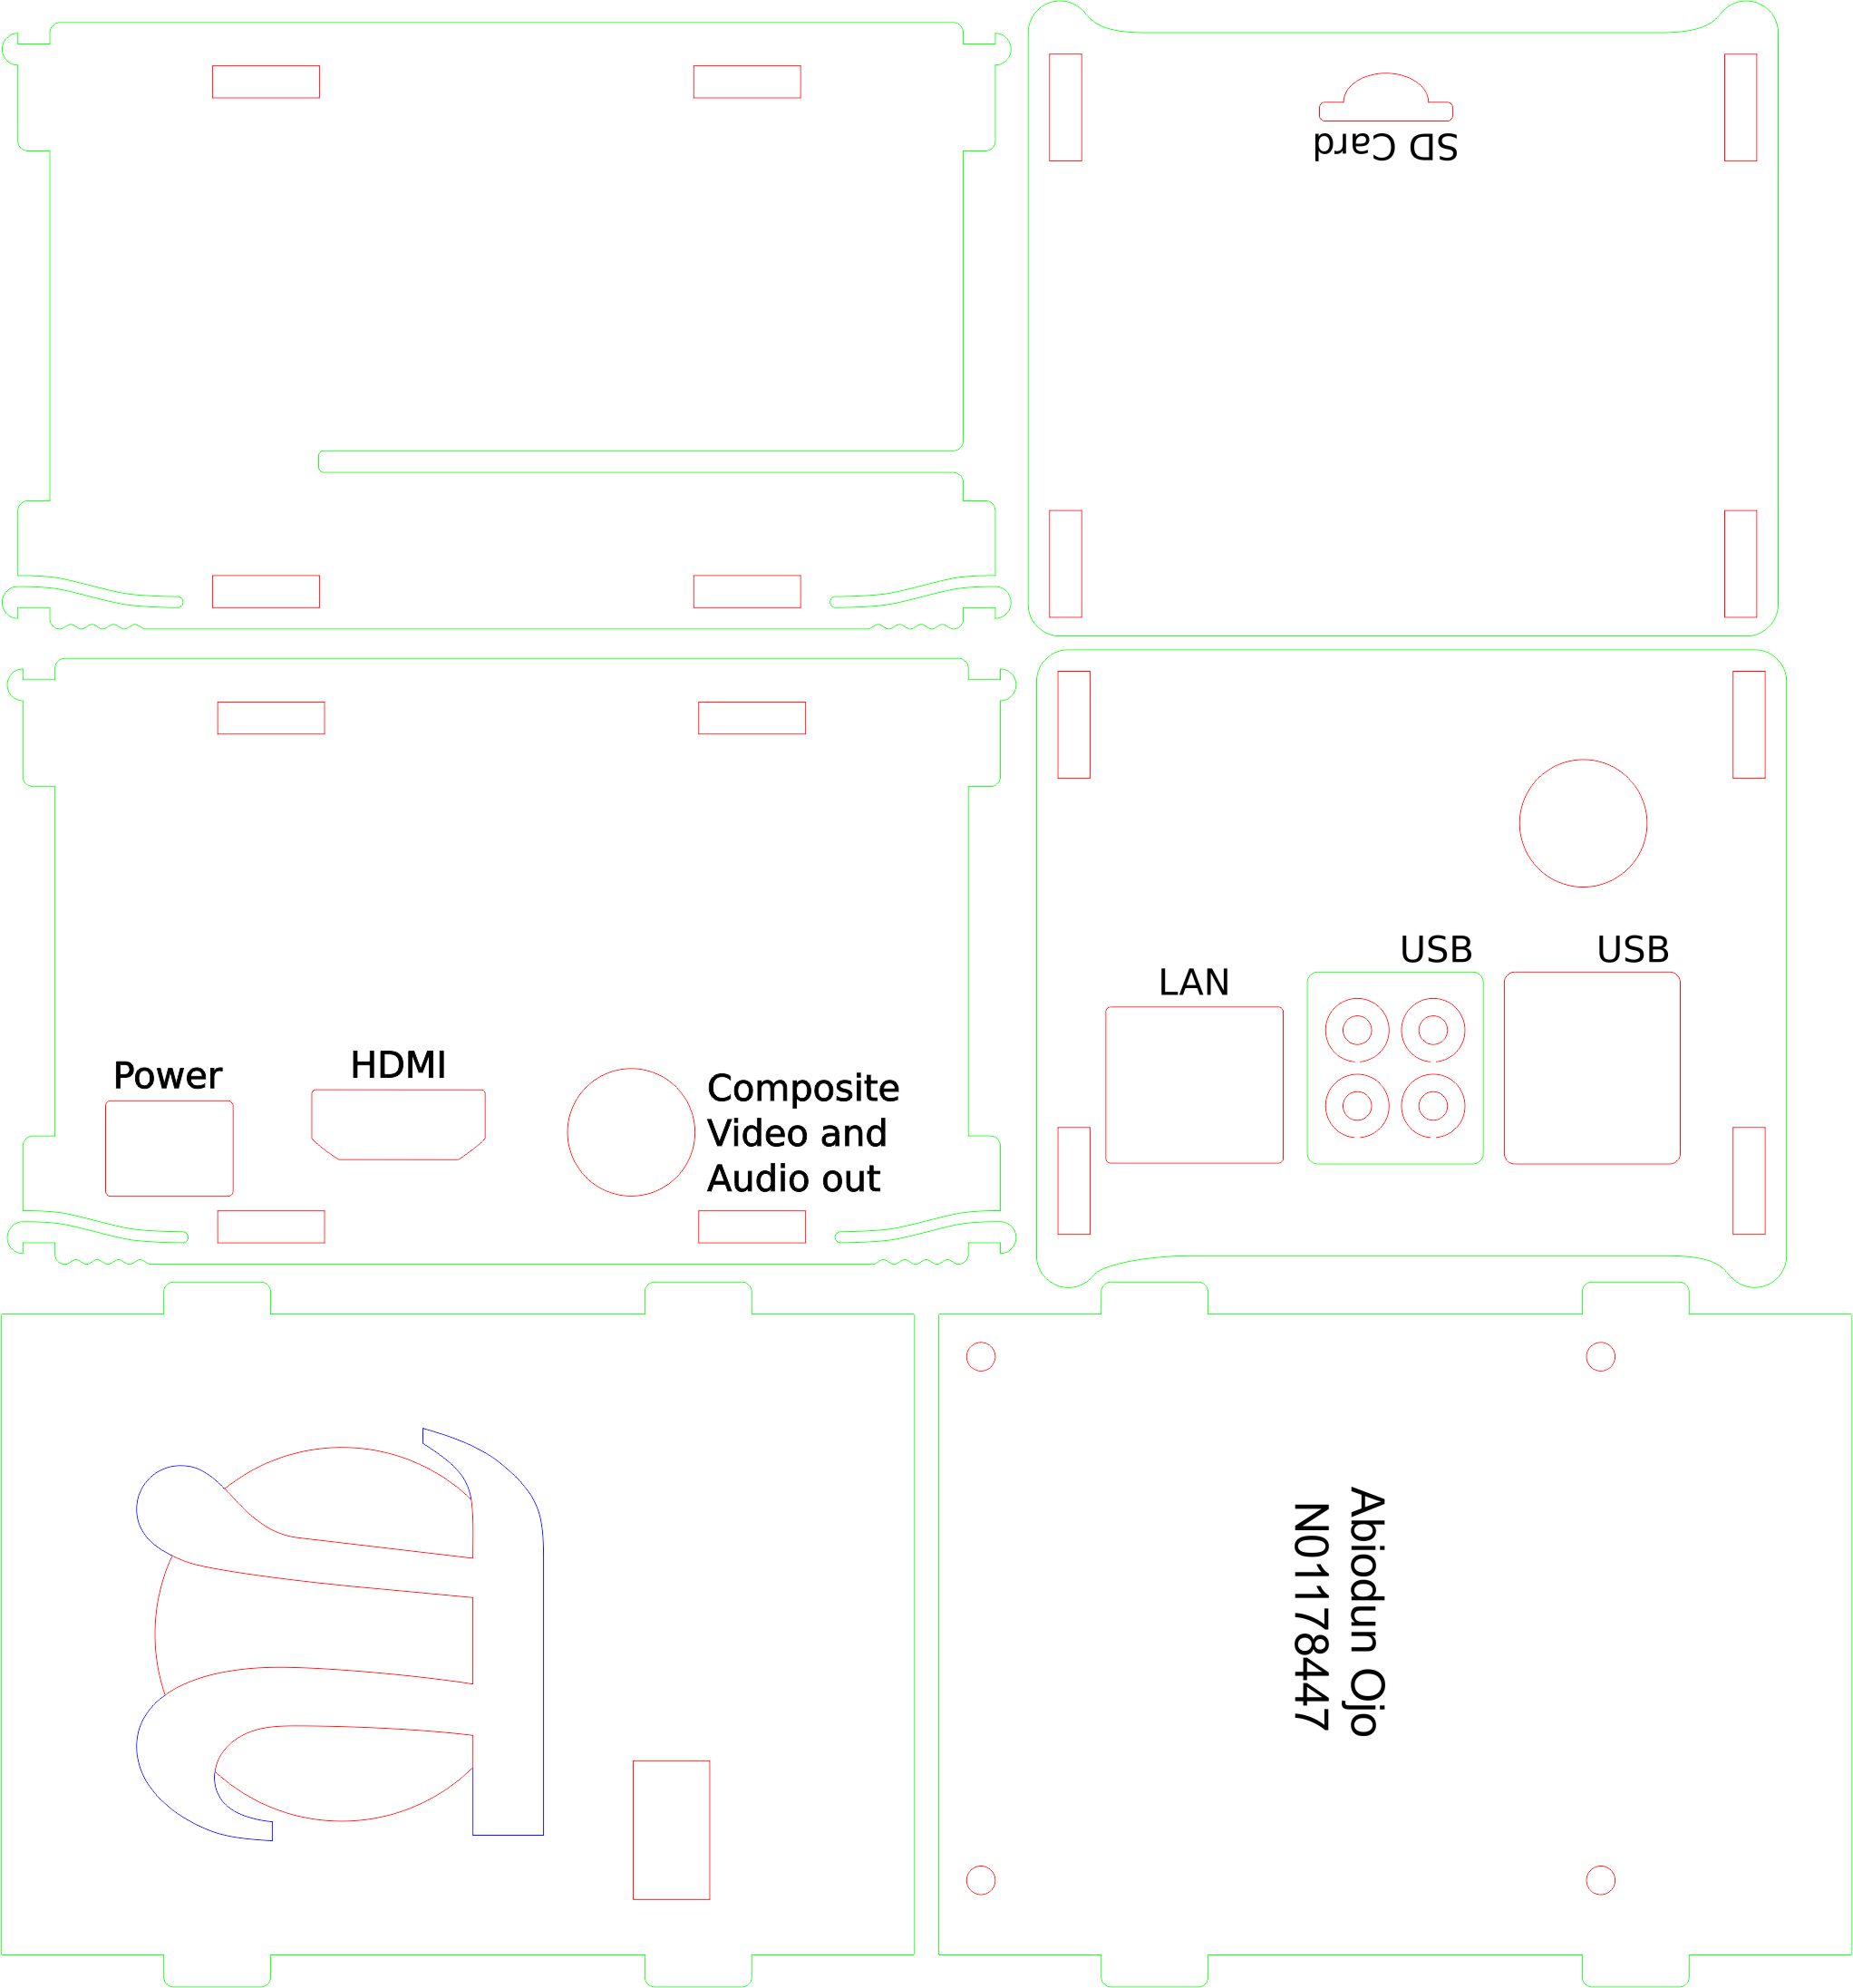 SD Card
USB
USB
LAN
HDMI
Power
Composite
Video and
Audio out
Abiodun Ojo
N01178447